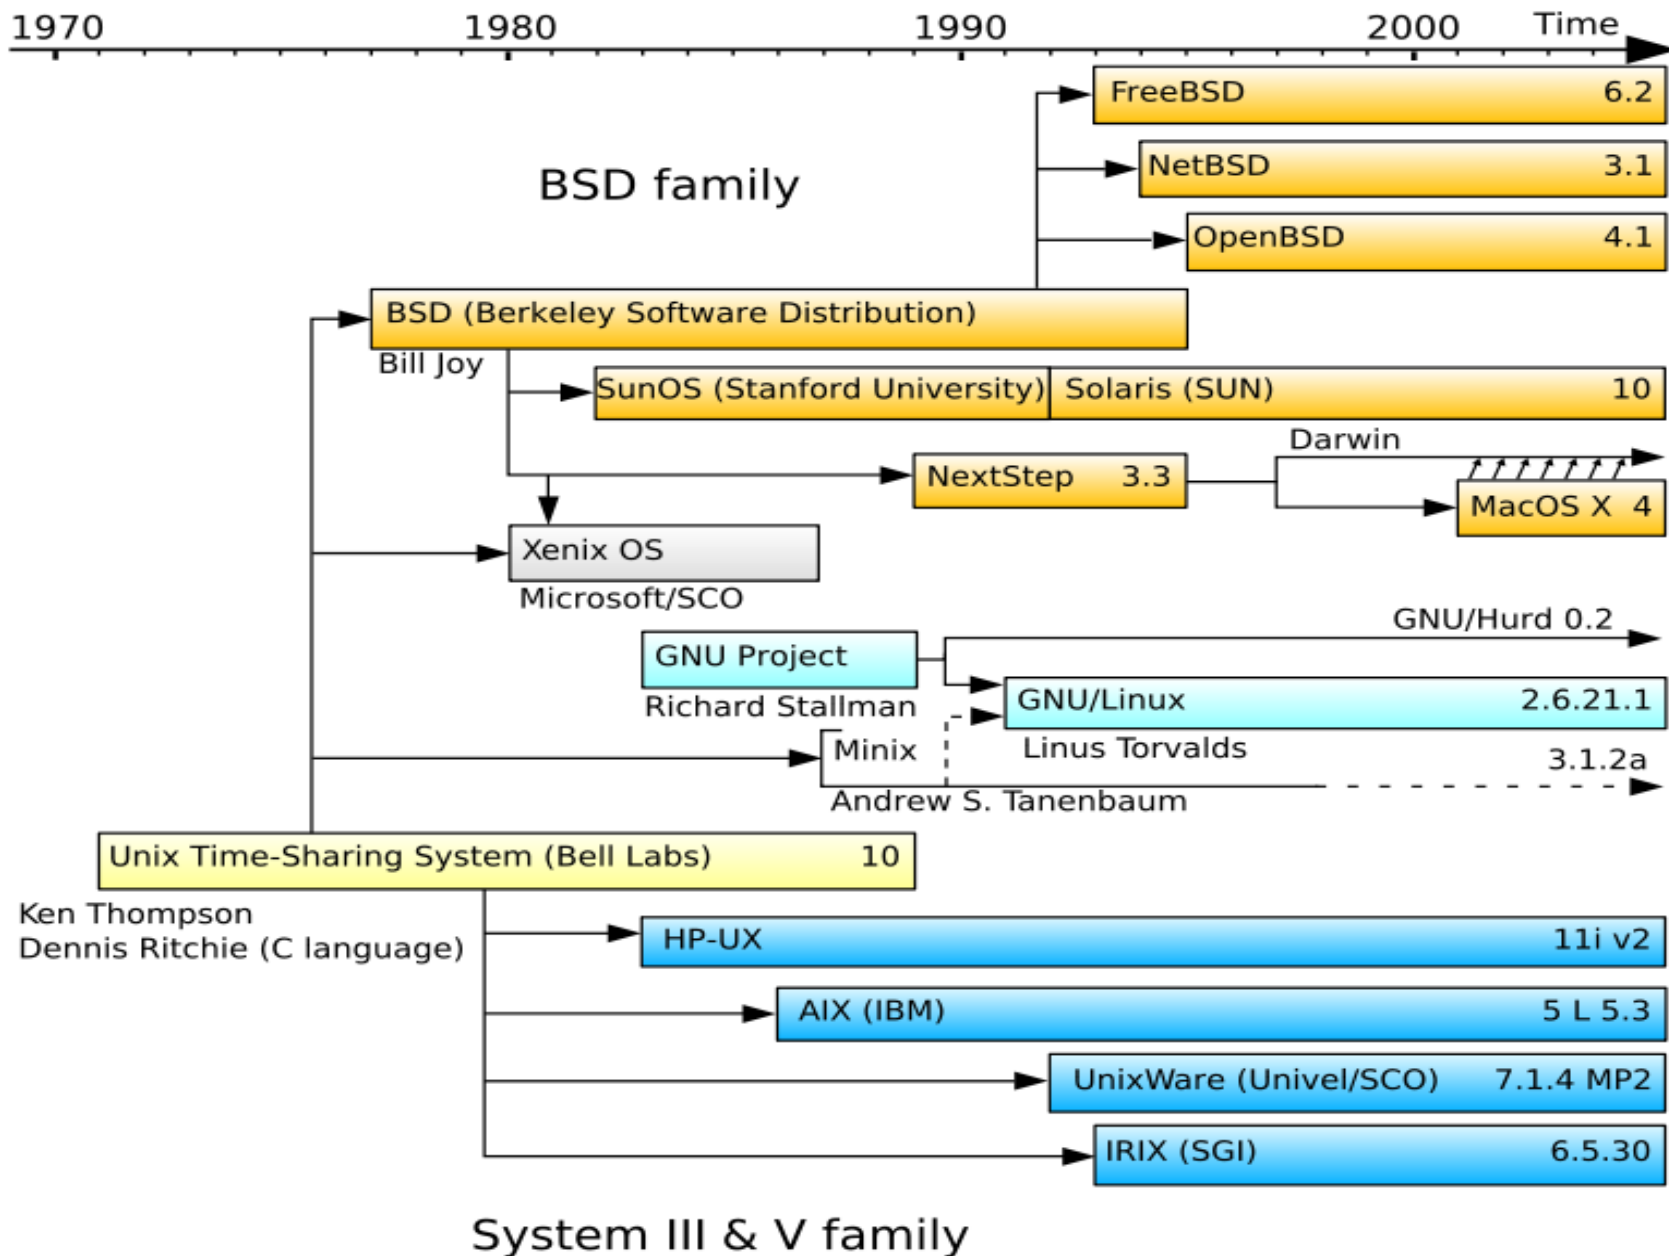 1970 1980 1990 2000 Time
FreeBSD 6.2
NetBSD 3.1
BSD family
OpenBSD 4.1
BSD (Berkeley Software Distribution)
Bill Joy
SunOS (Stanford University) Solaris (SUN) 10
Darwin
NextStep 3.3
MacOS X 4
Xenix OS
Microsoft/SCO
GNU/Hurd 0.2
GNU Project
Richard Stallman
GNU/Linux 2.6.21.1
Linus Torvalds
Minix
3.1.2a
Andrew S. Tanenbaum
Unix Time-Sharing System (Bell Labs) 10
Ken Thompson
Dennis Ritchie (C language)
HP-UX 11i v2
AIX (IBM) 5 L 5.3
UnixWare (Univel/SCO) 7.1.4 MP2
IRIX (SGI) 6.5.30
System III & V family